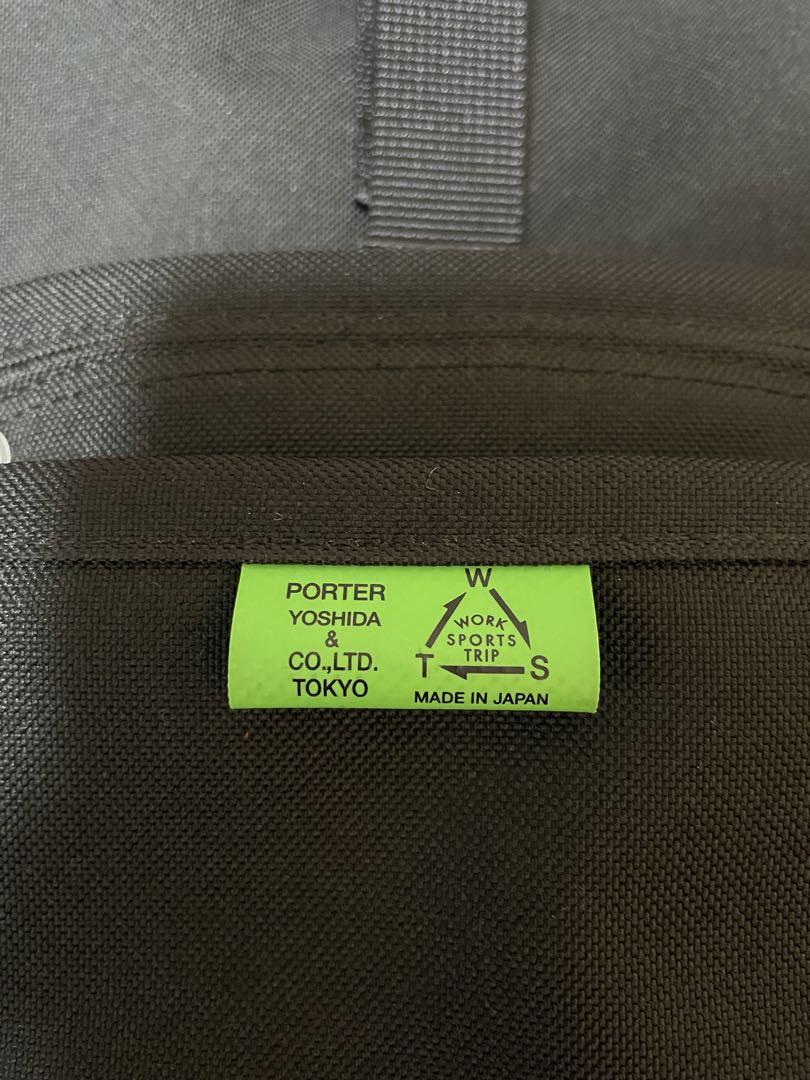 PORTER
YOSHIDA
&
CO.,LTD.
TOKYO
W
WORK
SPORTS
TRIP
T S
MADE IN JAPAN